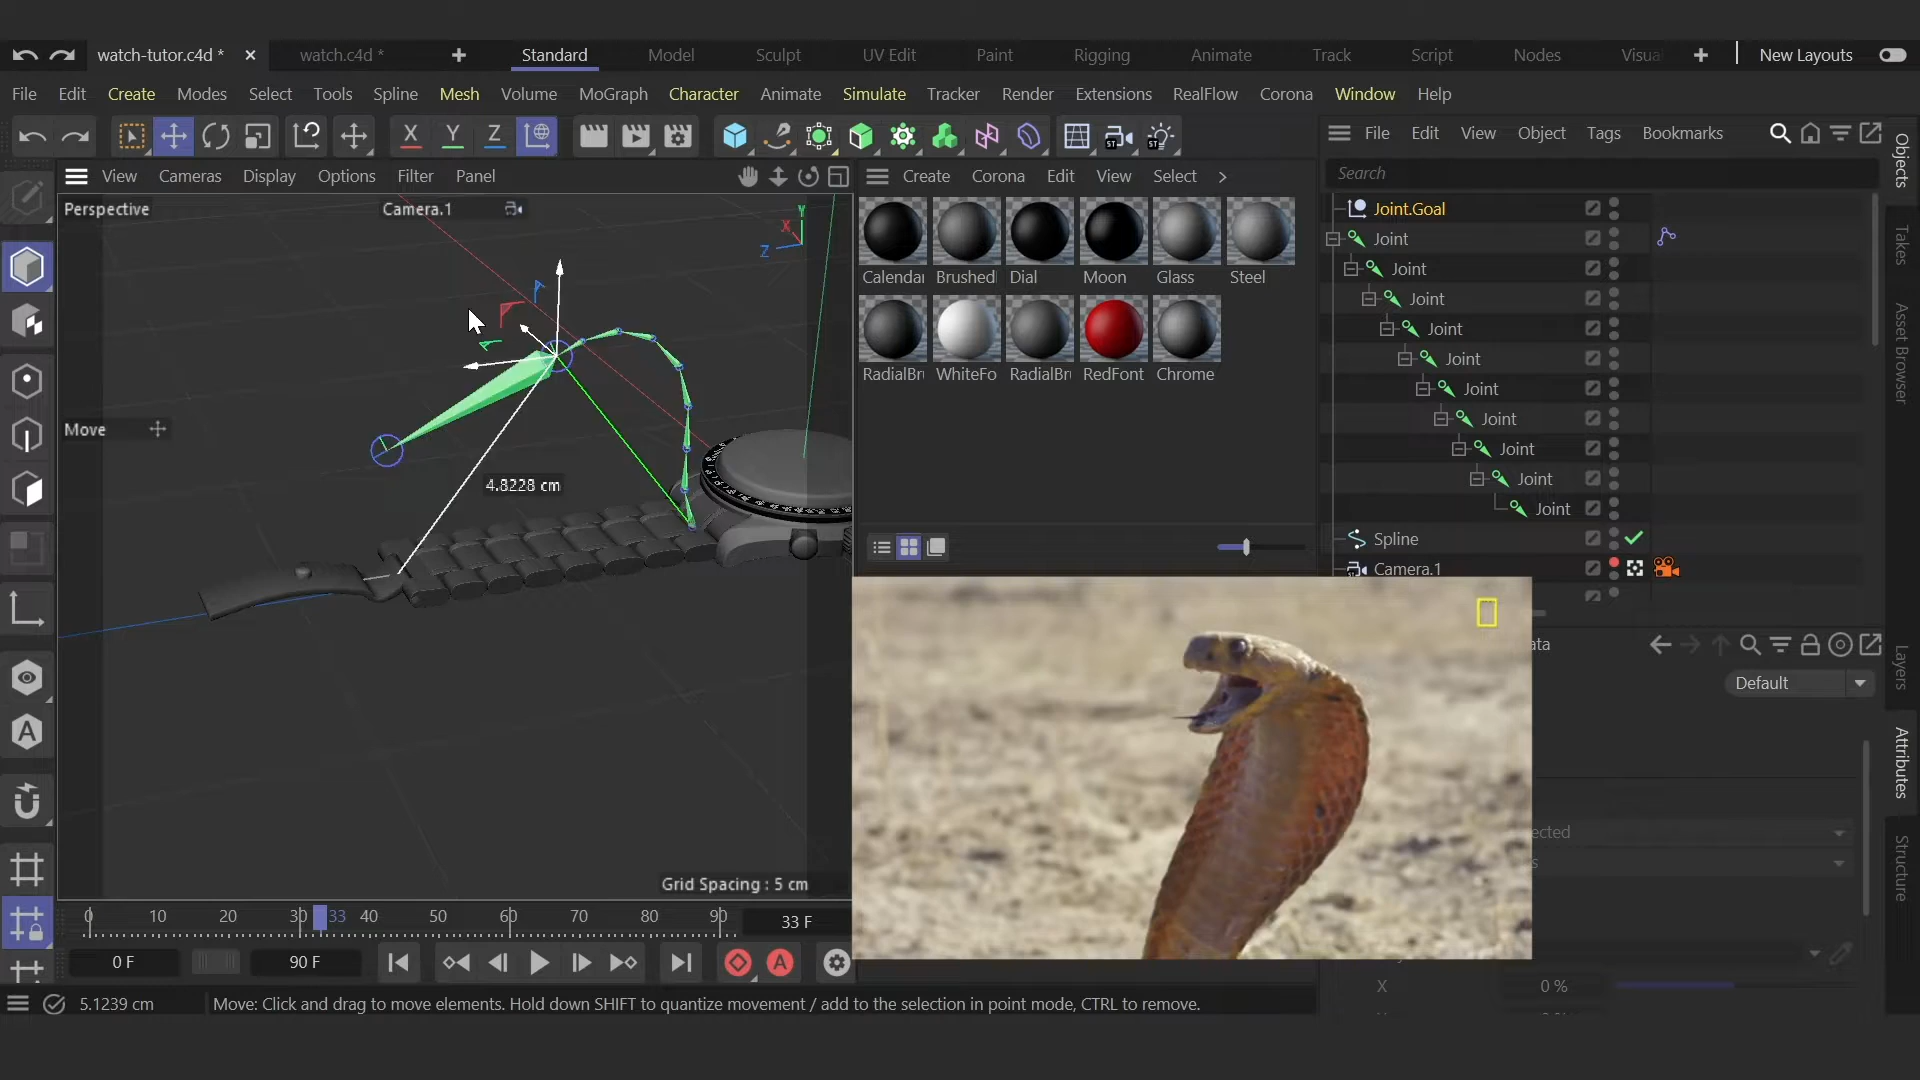 watch-tutor.c4d *
watch.c4d *
Standard Model Sculpt UV Edit Paint Rigging Animate Track Script Nodes Visua New Layouts
File Edit Create Modes Select Tools Spline Mesh Volume MoGraph Character Animate Simulate Tracker Render Extensions RealFlow Corona Window Help
X Y Z ST ST
File Edit View Object Tags Bookmarks
View Cameras Display Options Filter Panel
Create Corona Edit View Select
Search
Perspective Camera.1
Y X Z
Move
4.8228 cm
Grid Spacing : 5 cm
Calendar Brushed Dial Moon Glass Steel
RadialBr WhiteFo RadialBr RedFont Chrome
Joint.Goal
Joint
Joint
Joint
Joint
Joint
Joint
Joint
Joint
Joint
Joint
Spline
Camera.1
Objects
Takes
Asset Browser
Layers
Attributes
Structure
ata
Default
ected
s
X 0 %
0 10 20 30 33 40 50 60 70 80 90 33 F
0 F 90 F
A
A
5.1239 cm Move: Click and drag to move elements. Hold down SHIFT to quantize movement / add to the selection in point mode, CTRL to remove.